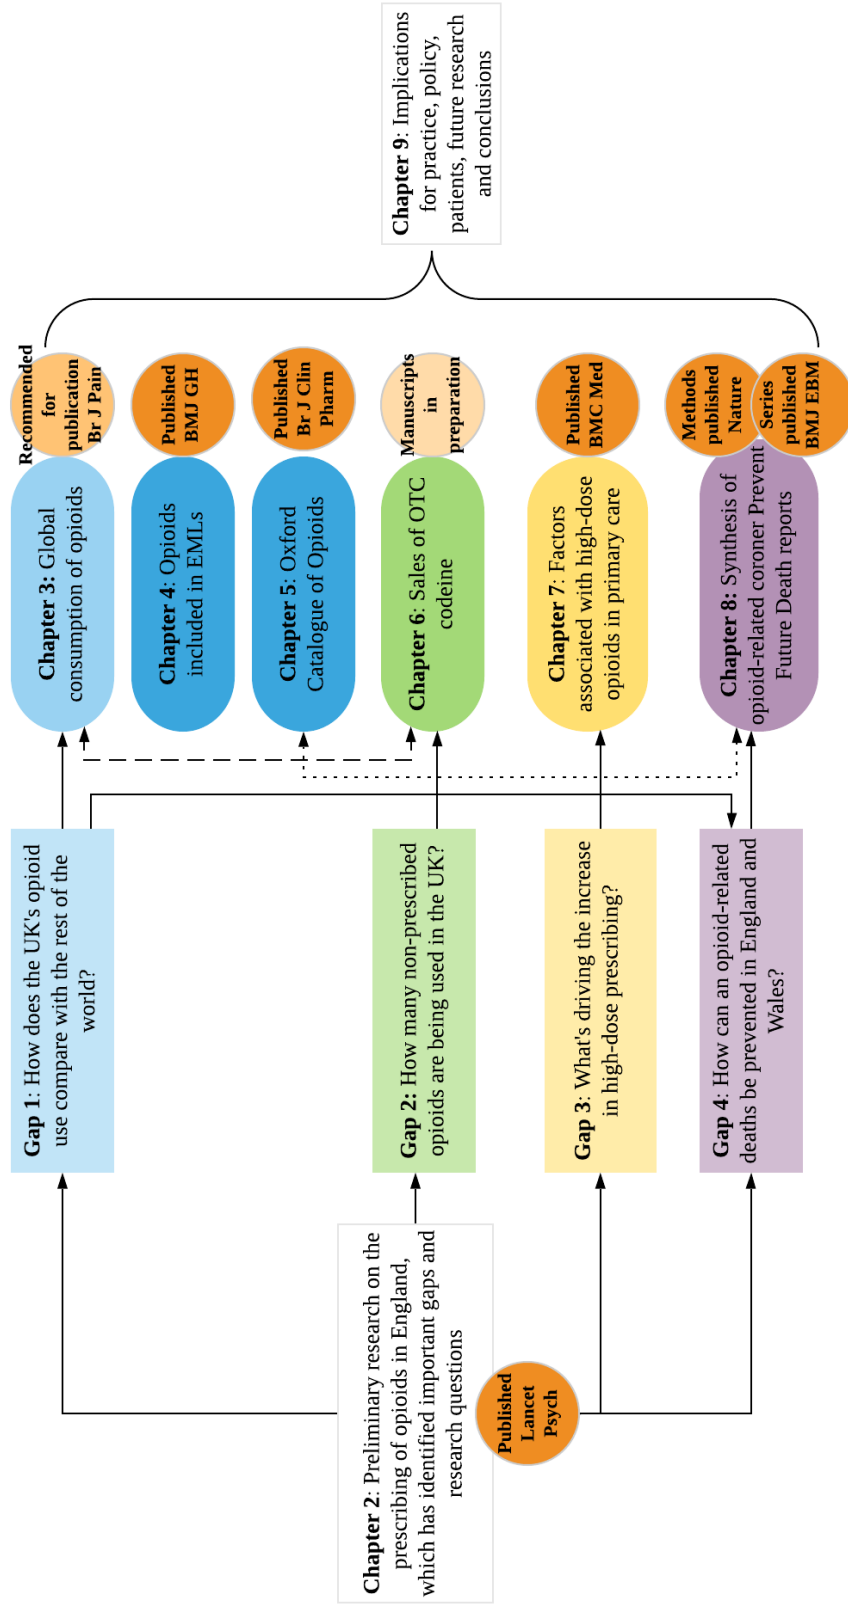 Chapter 2: Preliminary research on the
prescribing of opioids in England,
which has identified important gaps and
research questions
Published
Lancet
Psych
Gap 1: How does the UK's opioid
use compare with the rest of the
world?
Gap 2: How many non-prescribed
opioids are being used in the UK?
Gap 3: What's driving the increase
in high-dose prescribing?
Gap 4: How can an opioid-related
deaths be prevented in England and
Wales?
Chapter 3: Global
consumption of opioids
Recommended
for
publication
Br J Pain
Chapter 4: Opioids
included in EMLs
Published
BMJ GH
Chapter 5: Oxford
Catalogue of Opioids
Published
Br J Clin
Pharm
Chapter 6: Sales of OTC
codeine
Manuscripts
in
preparation
Chapter 7: Factors
associated with high-dose
opioids in primary care
Published
BMC Med
Chapter 8: Synthesis of
opioid-related coroner Prevent
Future Death reports
Methods
published
Nature
Series
published
BMJ EBM
Chapter 9: Implications
for practice, policy,
patients, future research
and conclusions